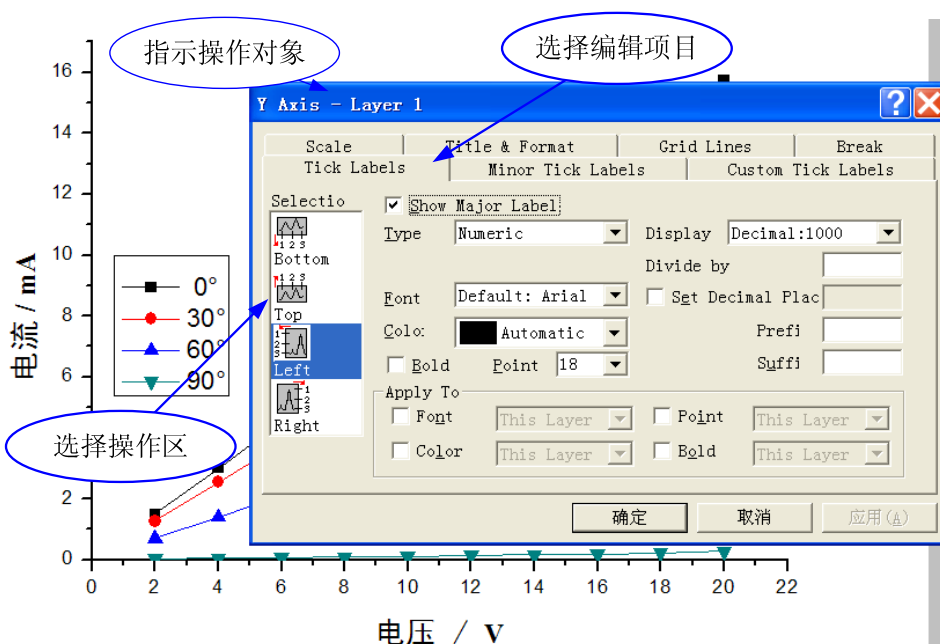 指示操作对象
选择编辑项目
Y Axis - Layer 1
Scale
Title & Format
Grid Lines
Break
Tick Labels
Minor Tick Labels
Custom Tick Labels
Selectio
Bottom
Top
Left
Right
Show Major Label
Type
Numeric
Display
Decimal:1000
Divide by
Font
Default: Arial
Set Decimal Plac
Colo:
Automatic
Prefi
Bold
Point
18
Suffi
Apply To
Font
This Layer
Point
This Layer
Color
This Layer
Bold
This Layer
确定
取消
应用(A)
选择操作区
0°
30°
60°
90°
电流 / mA
16
14
12
10
8
6
2
0
0 2 4 6 8 10 12 14 16 18 20 22
电压 / V